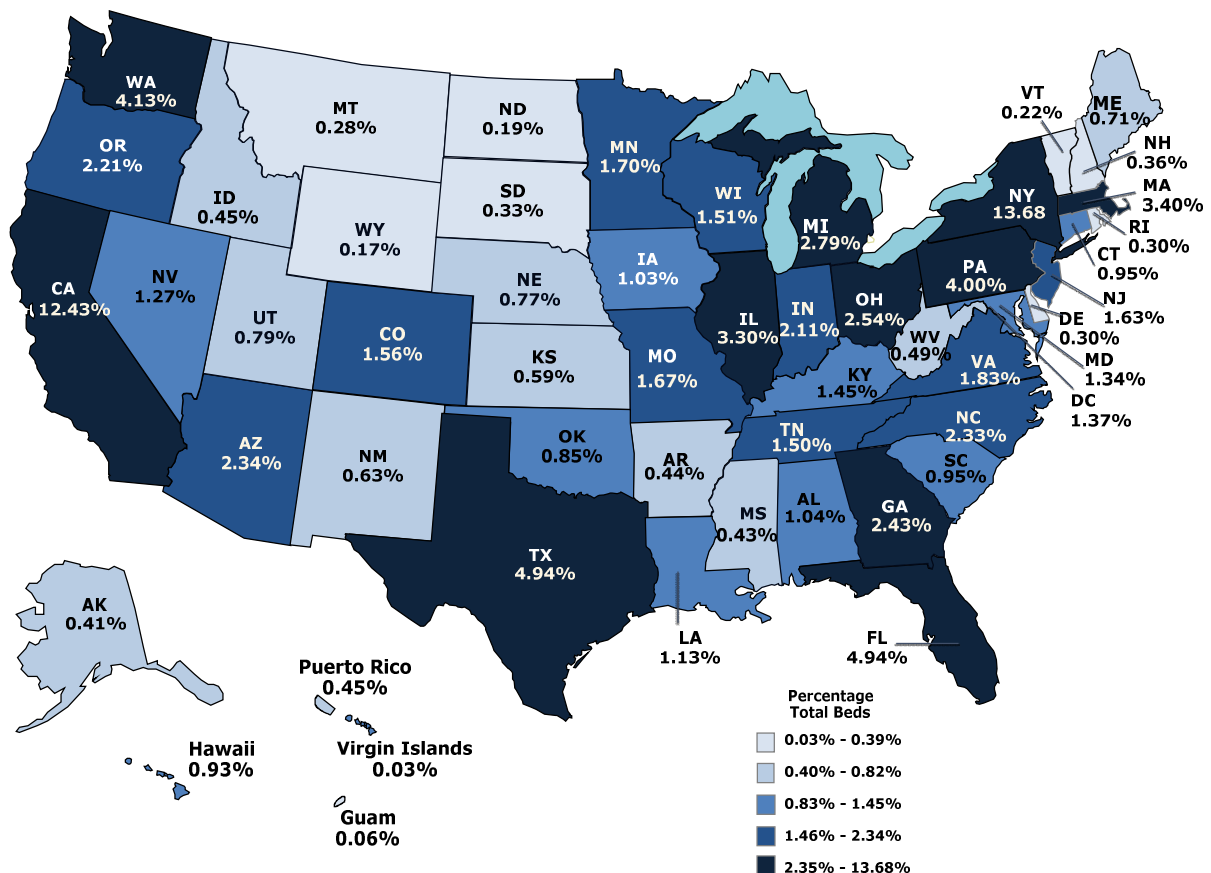 WA
4.13%
MT
0.28%
ND
0.19%
MN
1.70%
VT
0.22%
ME
0.71%
NH
0.36%
MA
3.40%
RI
0.30%
CT
0.95%
NJ
1.63%
DE
0.30%
MD
1.34%
DC
1.37%
OR
2.21%
ID
0.45%
WY
0.17%
SD
0.33%
WI
1.51%
MI
2.79%
NY
13.68
PA
4.00%
CA
12.43%
NV
1.27%
UT
0.79%
CO
1.56%
NE
0.77%
IA
1.03%
IL
3.30%
IN
2.11%
OH
2.54%
WV
0.49%
VA
1.83%
KS
0.59%
MO
1.67%
KY
1.45%
NC
2.33%
TN
1.50%
SC
0.95%
AZ
2.34%
NM
0.63%
OK
0.85%
AR
0.44%
MS
0.43%
AL
1.04%
GA
2.43%
TX
4.94%
LA
1.13%
FL
4.94%
AK
0.41%
Hawaii
0.93%
Puerto Rico
0.45%
Virgin Islands
0.03%
Guam
0.06%
Percentage
Total Beds
0.03% - 0.39%
0.40% - 0.82%
0.83% - 1.45%
1.46% - 2.34%
2.35% - 13.68%